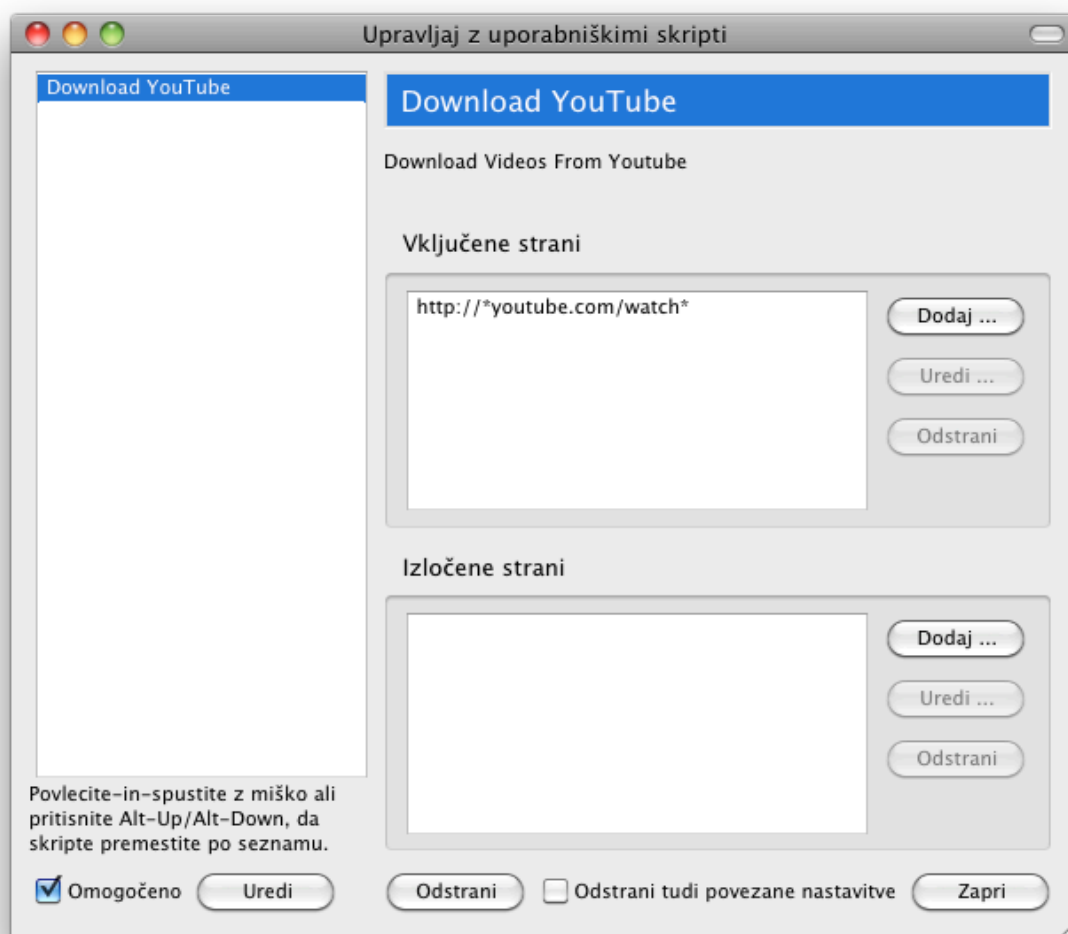 Upravljaj z uporabniškimi skripti
Download YouTube
Download YouTube
Download Videos From Youtube
Vključene strani
http://*youtube.com/watch*
Dodaj ...
Uredi ...
Odstrani
Izločene strani
Dodaj ...
Uredi ...
Odstrani
Povlecite-in-spustite z miško ali
pritisnite Alt-Up/Alt-Down, da
skripte premestite po seznamu.
Omogočeno
Uredi
Odstrani
Odstrani tudi povezane nastavitve
Zapri